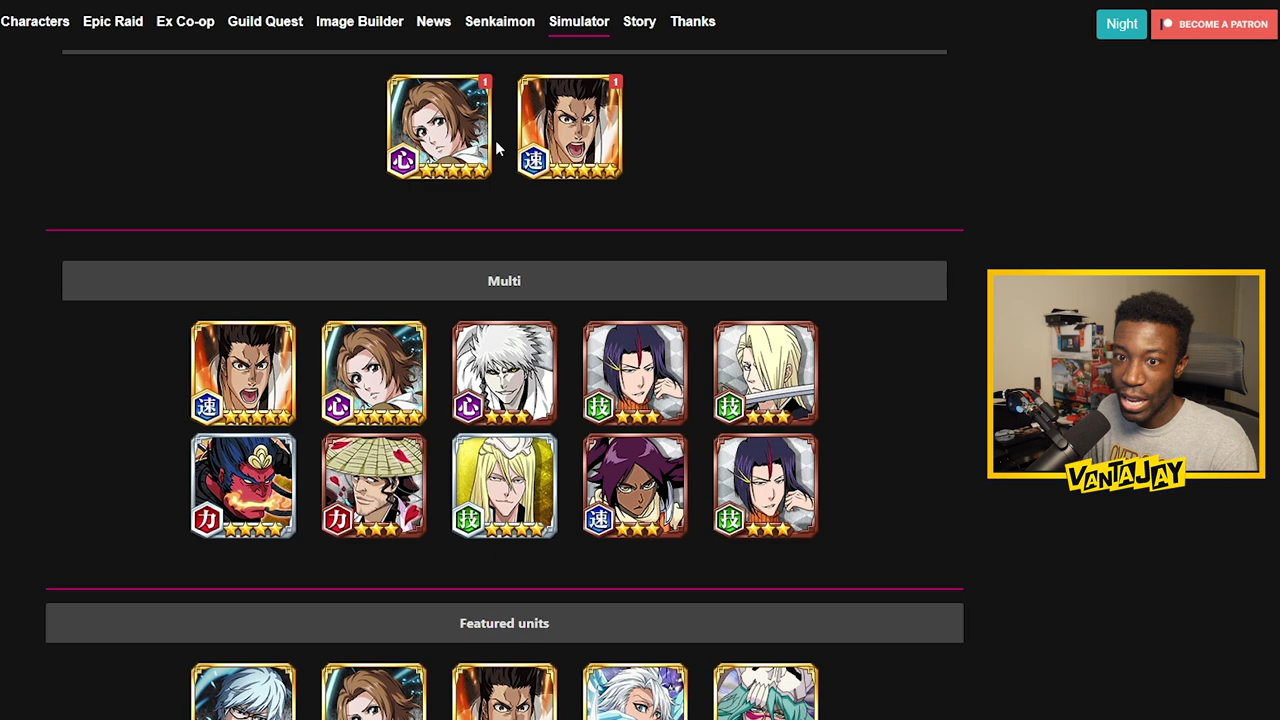 Characters Epic Raid Ex Co-op Guild Quest Image Builder News Senkaimon Simulator Story Thanks
Night BECOME A PATRON
1 1
心 速
Multi
速 心 心 技 技
力 力 技 速 技
Featured units
VANTAJAY